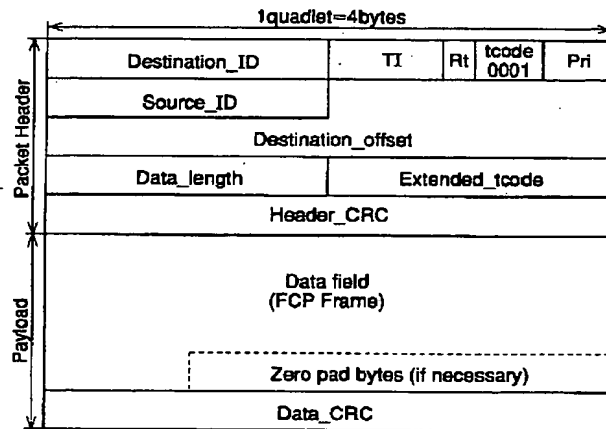 1quadlet=4bytes
Packet Header
Destination_ID TI Rt tcode 0001 Pri
Source_ID
Destination_offset
Data_length Extended_tcode
Header_CRC
Payload
Data field
(FCP Frame)
Zero pad bytes (if necessary)
Data_CRC